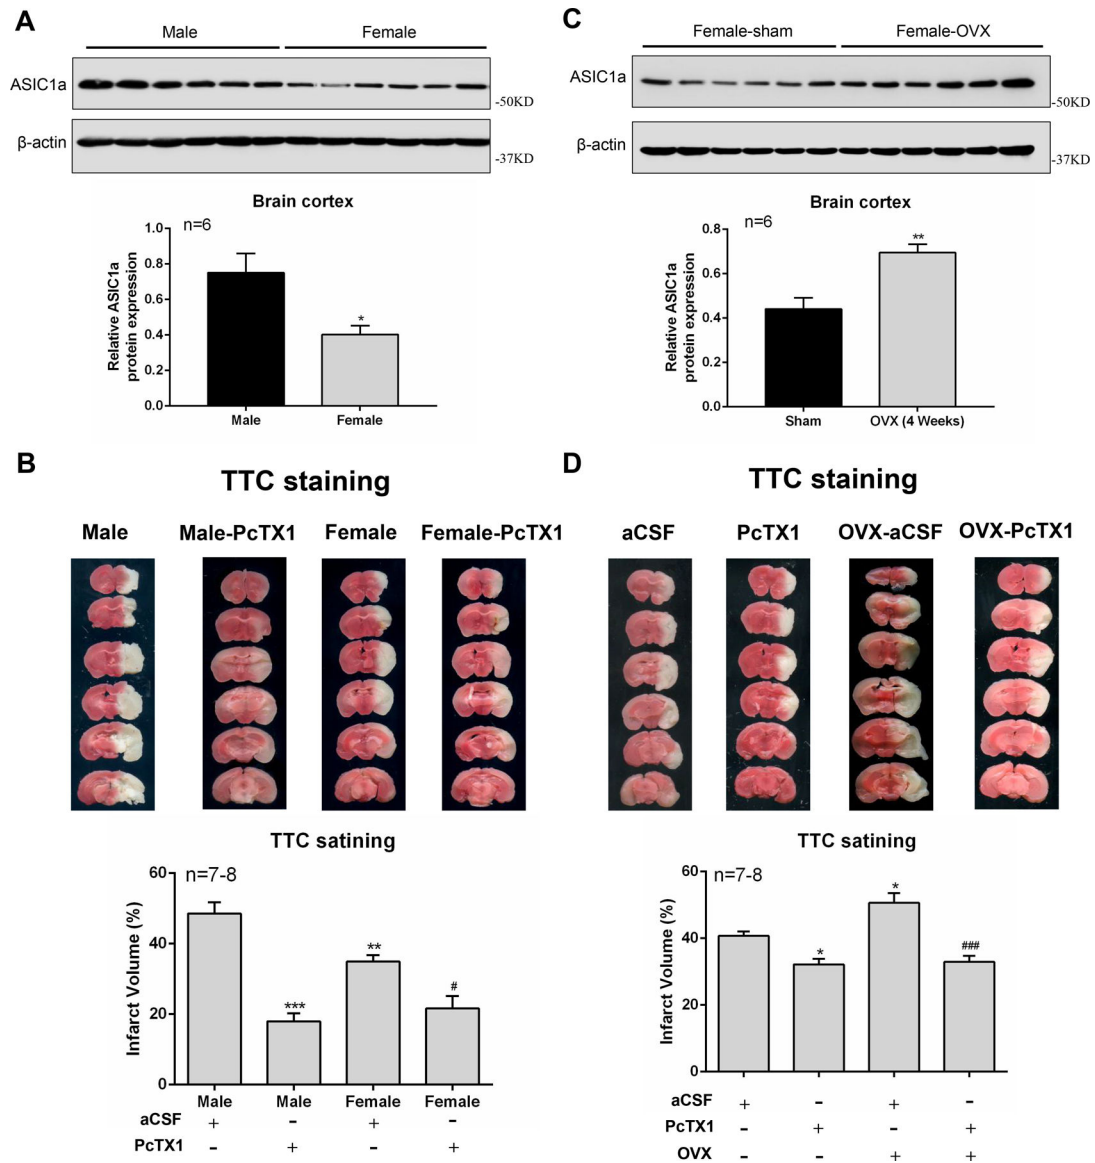 A
Male Female
ASIC1a
-50KD
β-actin
-37KD
Brain cortex
n=6
1.0
0.8
0.6
0.4
0.2
0.0
Relative ASIC1a
protein expression
*
Male Female
C
Female-sham Female-OVX
ASIC1a
-50KD
β-actin
-37KD
Brain cortex
n=6
0.8
0.6
0.4
0.2
0.0
Relative ASIC1a
protein expression
**
Sham OVX (4 Weeks)
B
TTC staining
Male Male-PcTX1 Female Female-PcTX1
TTC satining
n=7-8
60
40
20
0
Infarct Volume (%)
*** ** #
Male Male Female Female
aCSF + - + -
PcTX1 - + - +
D
TTC staining
aCSF PcTX1 OVX-aCSF OVX-PcTX1
TTC satining
n=7-8
60
40
20
0
Infarct Volume (%)
* * ###
aCSF + - + -
PcTX1 - + - +
OVX - - + +